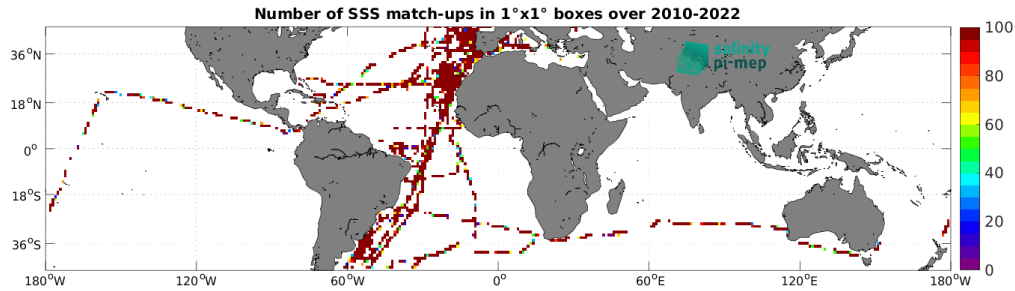 Number of SSS match-ups in 1°x1° boxes over 2010-2022
salinity
pi-mep
36°N
18°N
0°
18°S
36°S
180°W
120°W
60°W
0°
60°E
120°E
180°W
100
80
60
40
20
0